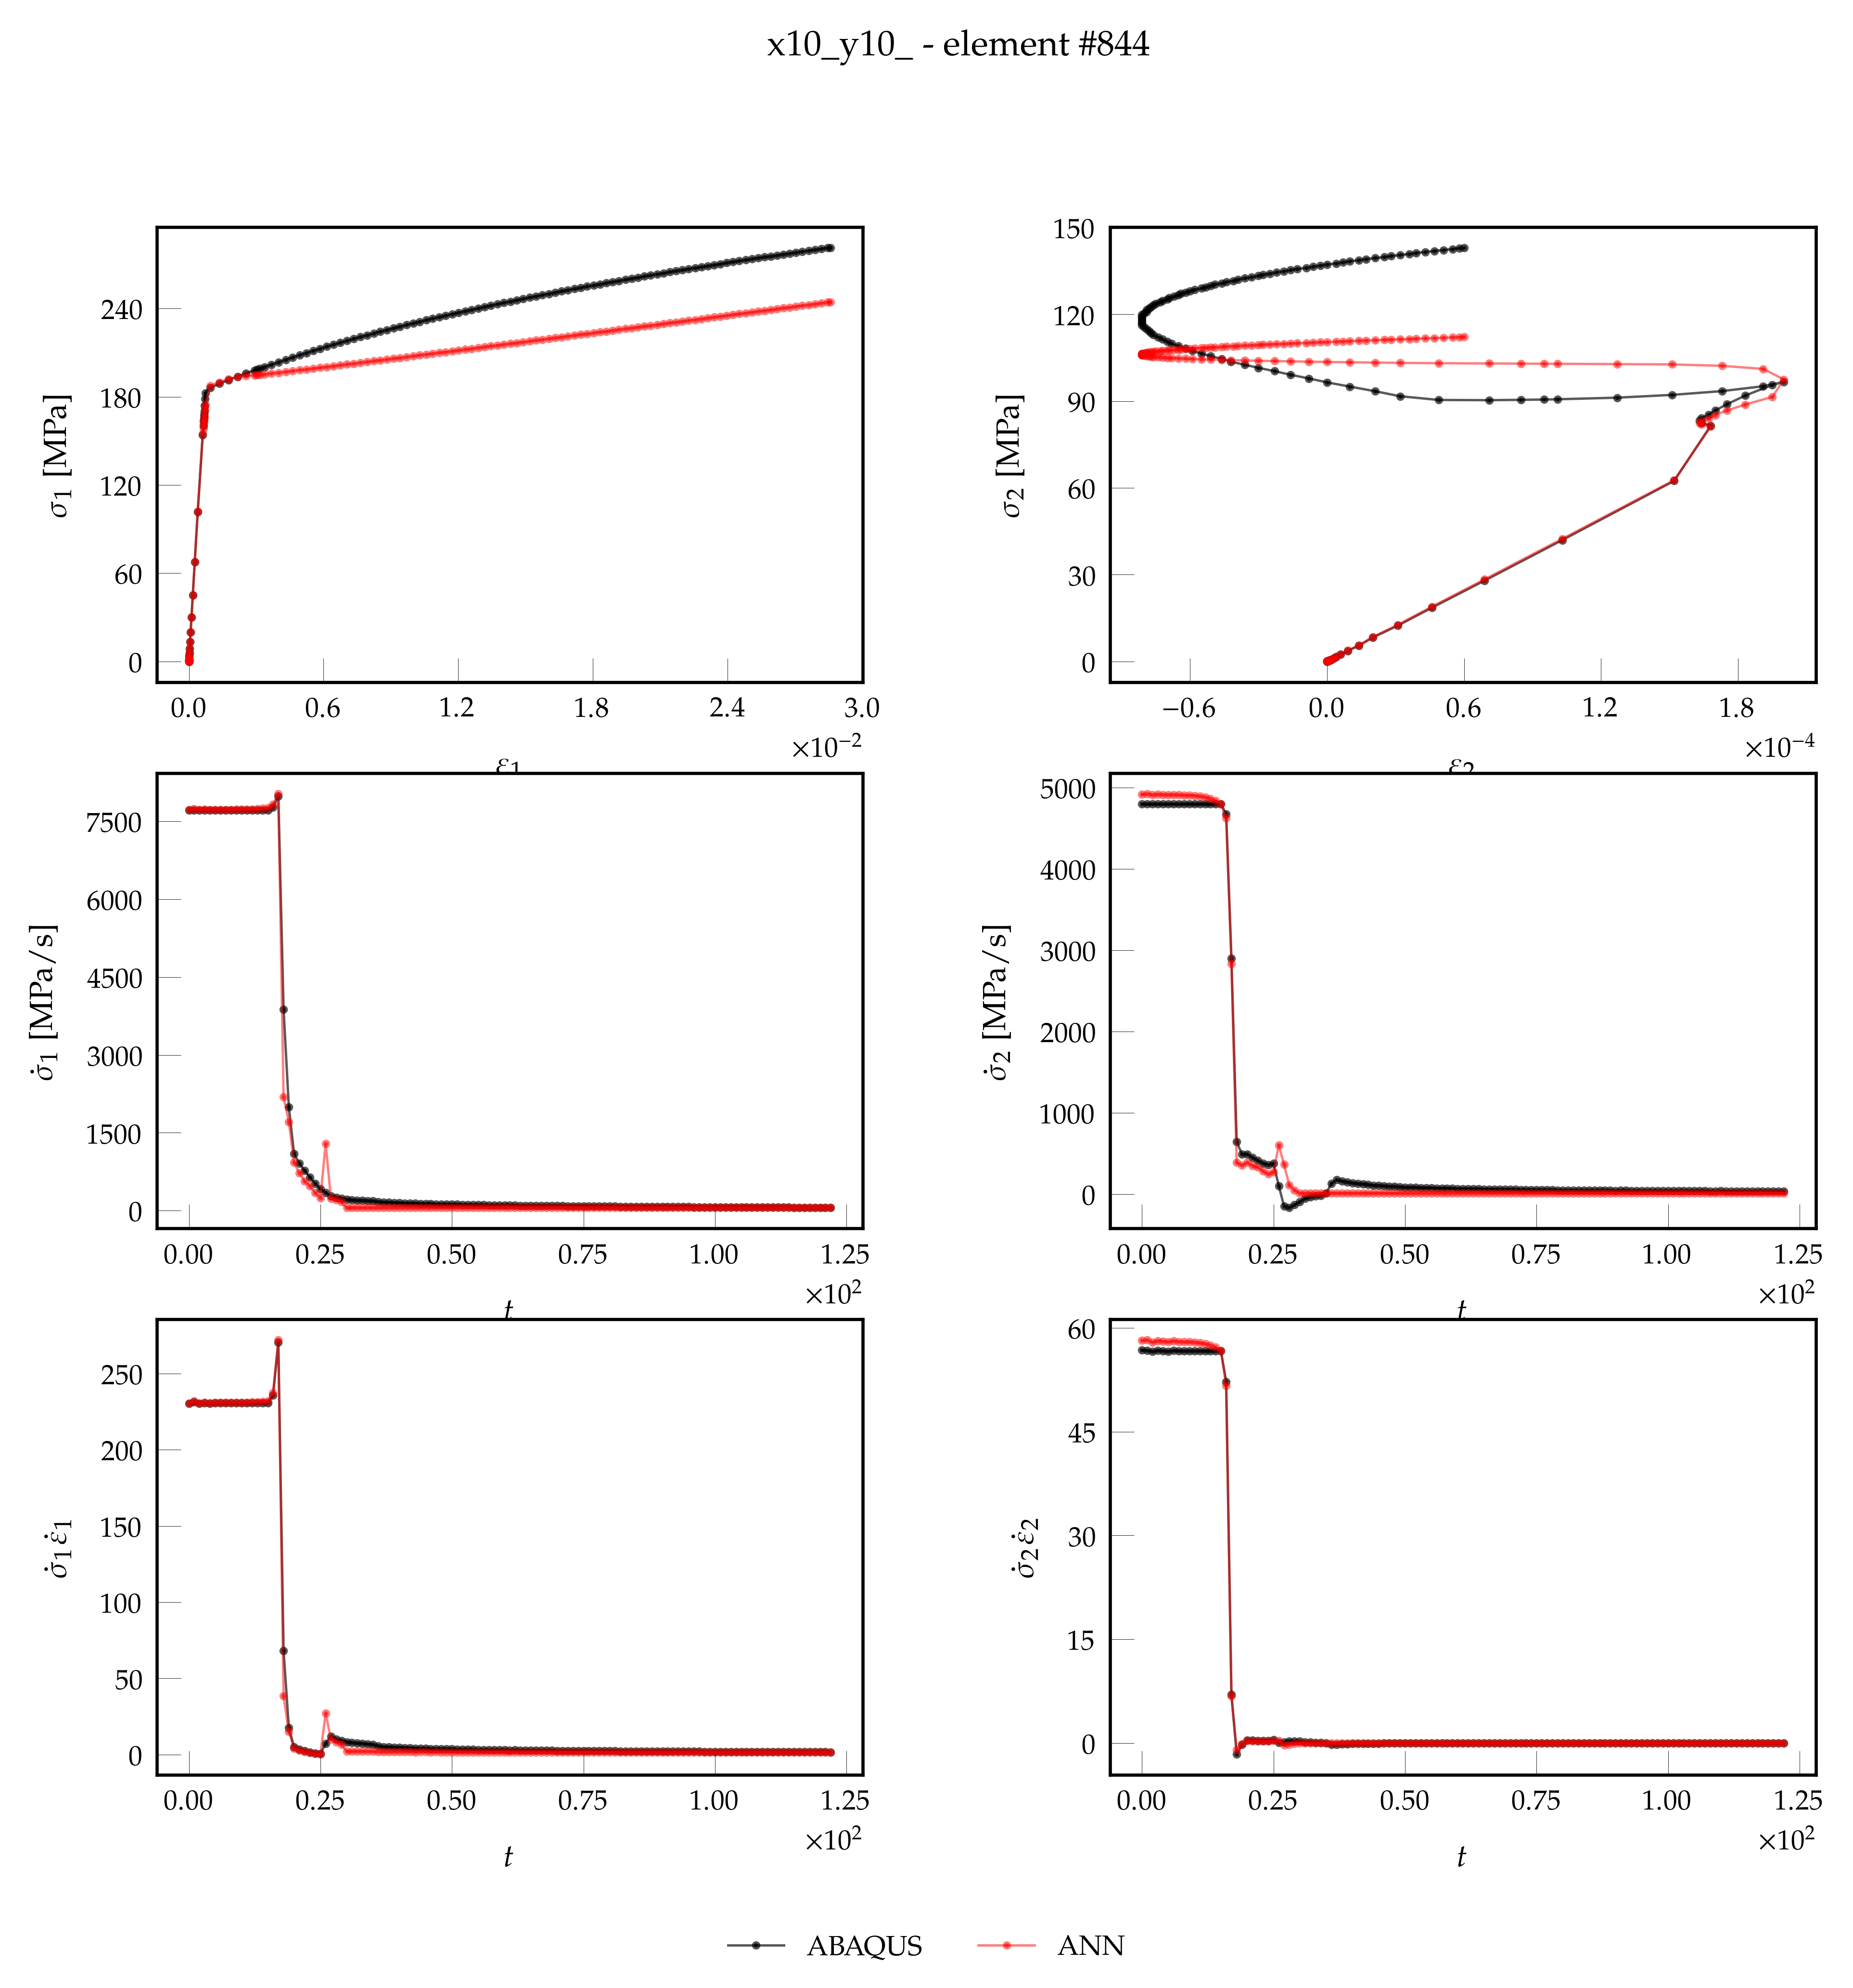 x10_y10_ - element #844
σ₁ [MPa]
240
180
120
60
0
0.0 0.6 1.2 1.8 2.4 3.0
×10⁻²
ε₁
σ₂ [MPa]
150
120
90
60
30
0
−0.6 0.0 0.6 1.2 1.8
×10⁻⁴
ε₂
σ̇₁ [MPa/s]
7500
6000
4500
3000
1500
0
0.00 0.25 0.50 0.75 1.00 1.25
×10²
t
σ̇₂ [MPa/s]
5000
4000
3000
2000
1000
0
0.00 0.25 0.50 0.75 1.00 1.25
×10²
t
σ̇₁ε̇₁
250
200
150
100
50
0
0.00 0.25 0.50 0.75 1.00 1.25
×10²
t
σ̇₂ε̇₂
60
45
30
15
0
0.00 0.25 0.50 0.75 1.00 1.25
×10²
t
ABAQUS ANN